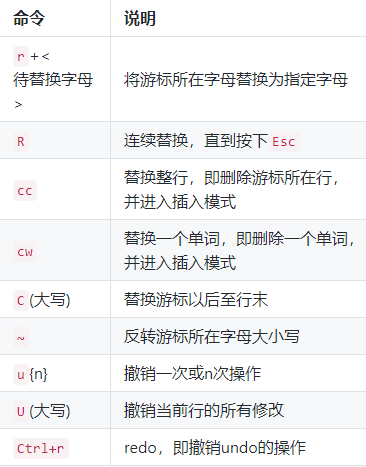 命令 说明
r +<
待替换字母
>
将游标所在字母替换为指定字母
R 连续替换，直到按下 Esc
cc 替换整行，即删除游标所在行，
并进入插入模式
cw 替换一个单词，即删除一个单词，
并进入插入模式
C (大写) 替换游标以后至行末
~ 反转游标所在字母大小写
u {n} 撤销一次或n次操作
U (大写) 撤销当前行的所有修改
Ctrl+r redo，即撤销undo的操作